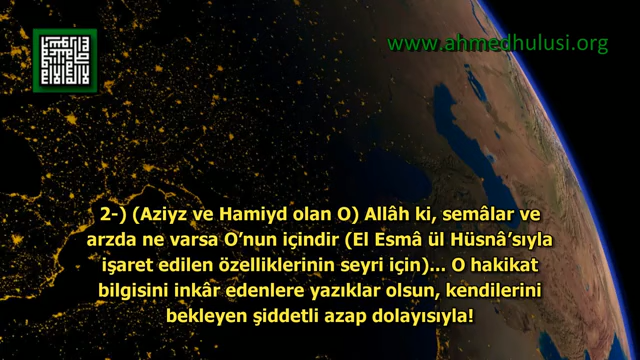 www.ahmedhulusi.org
2-) (Aziyz ve Hamiyd olan O) Allâh ki, semâlar ve
arzda ne varsa O’nun içindir (El Esmâ ül Hüsnâ’sıyla
işaret edilen özelliklerinin seyri için)... O hakikat
bilgisini inkâr edenlere yazıklar olsun, kendilerini
bekleyen şiddetli azap dolayısıyla!